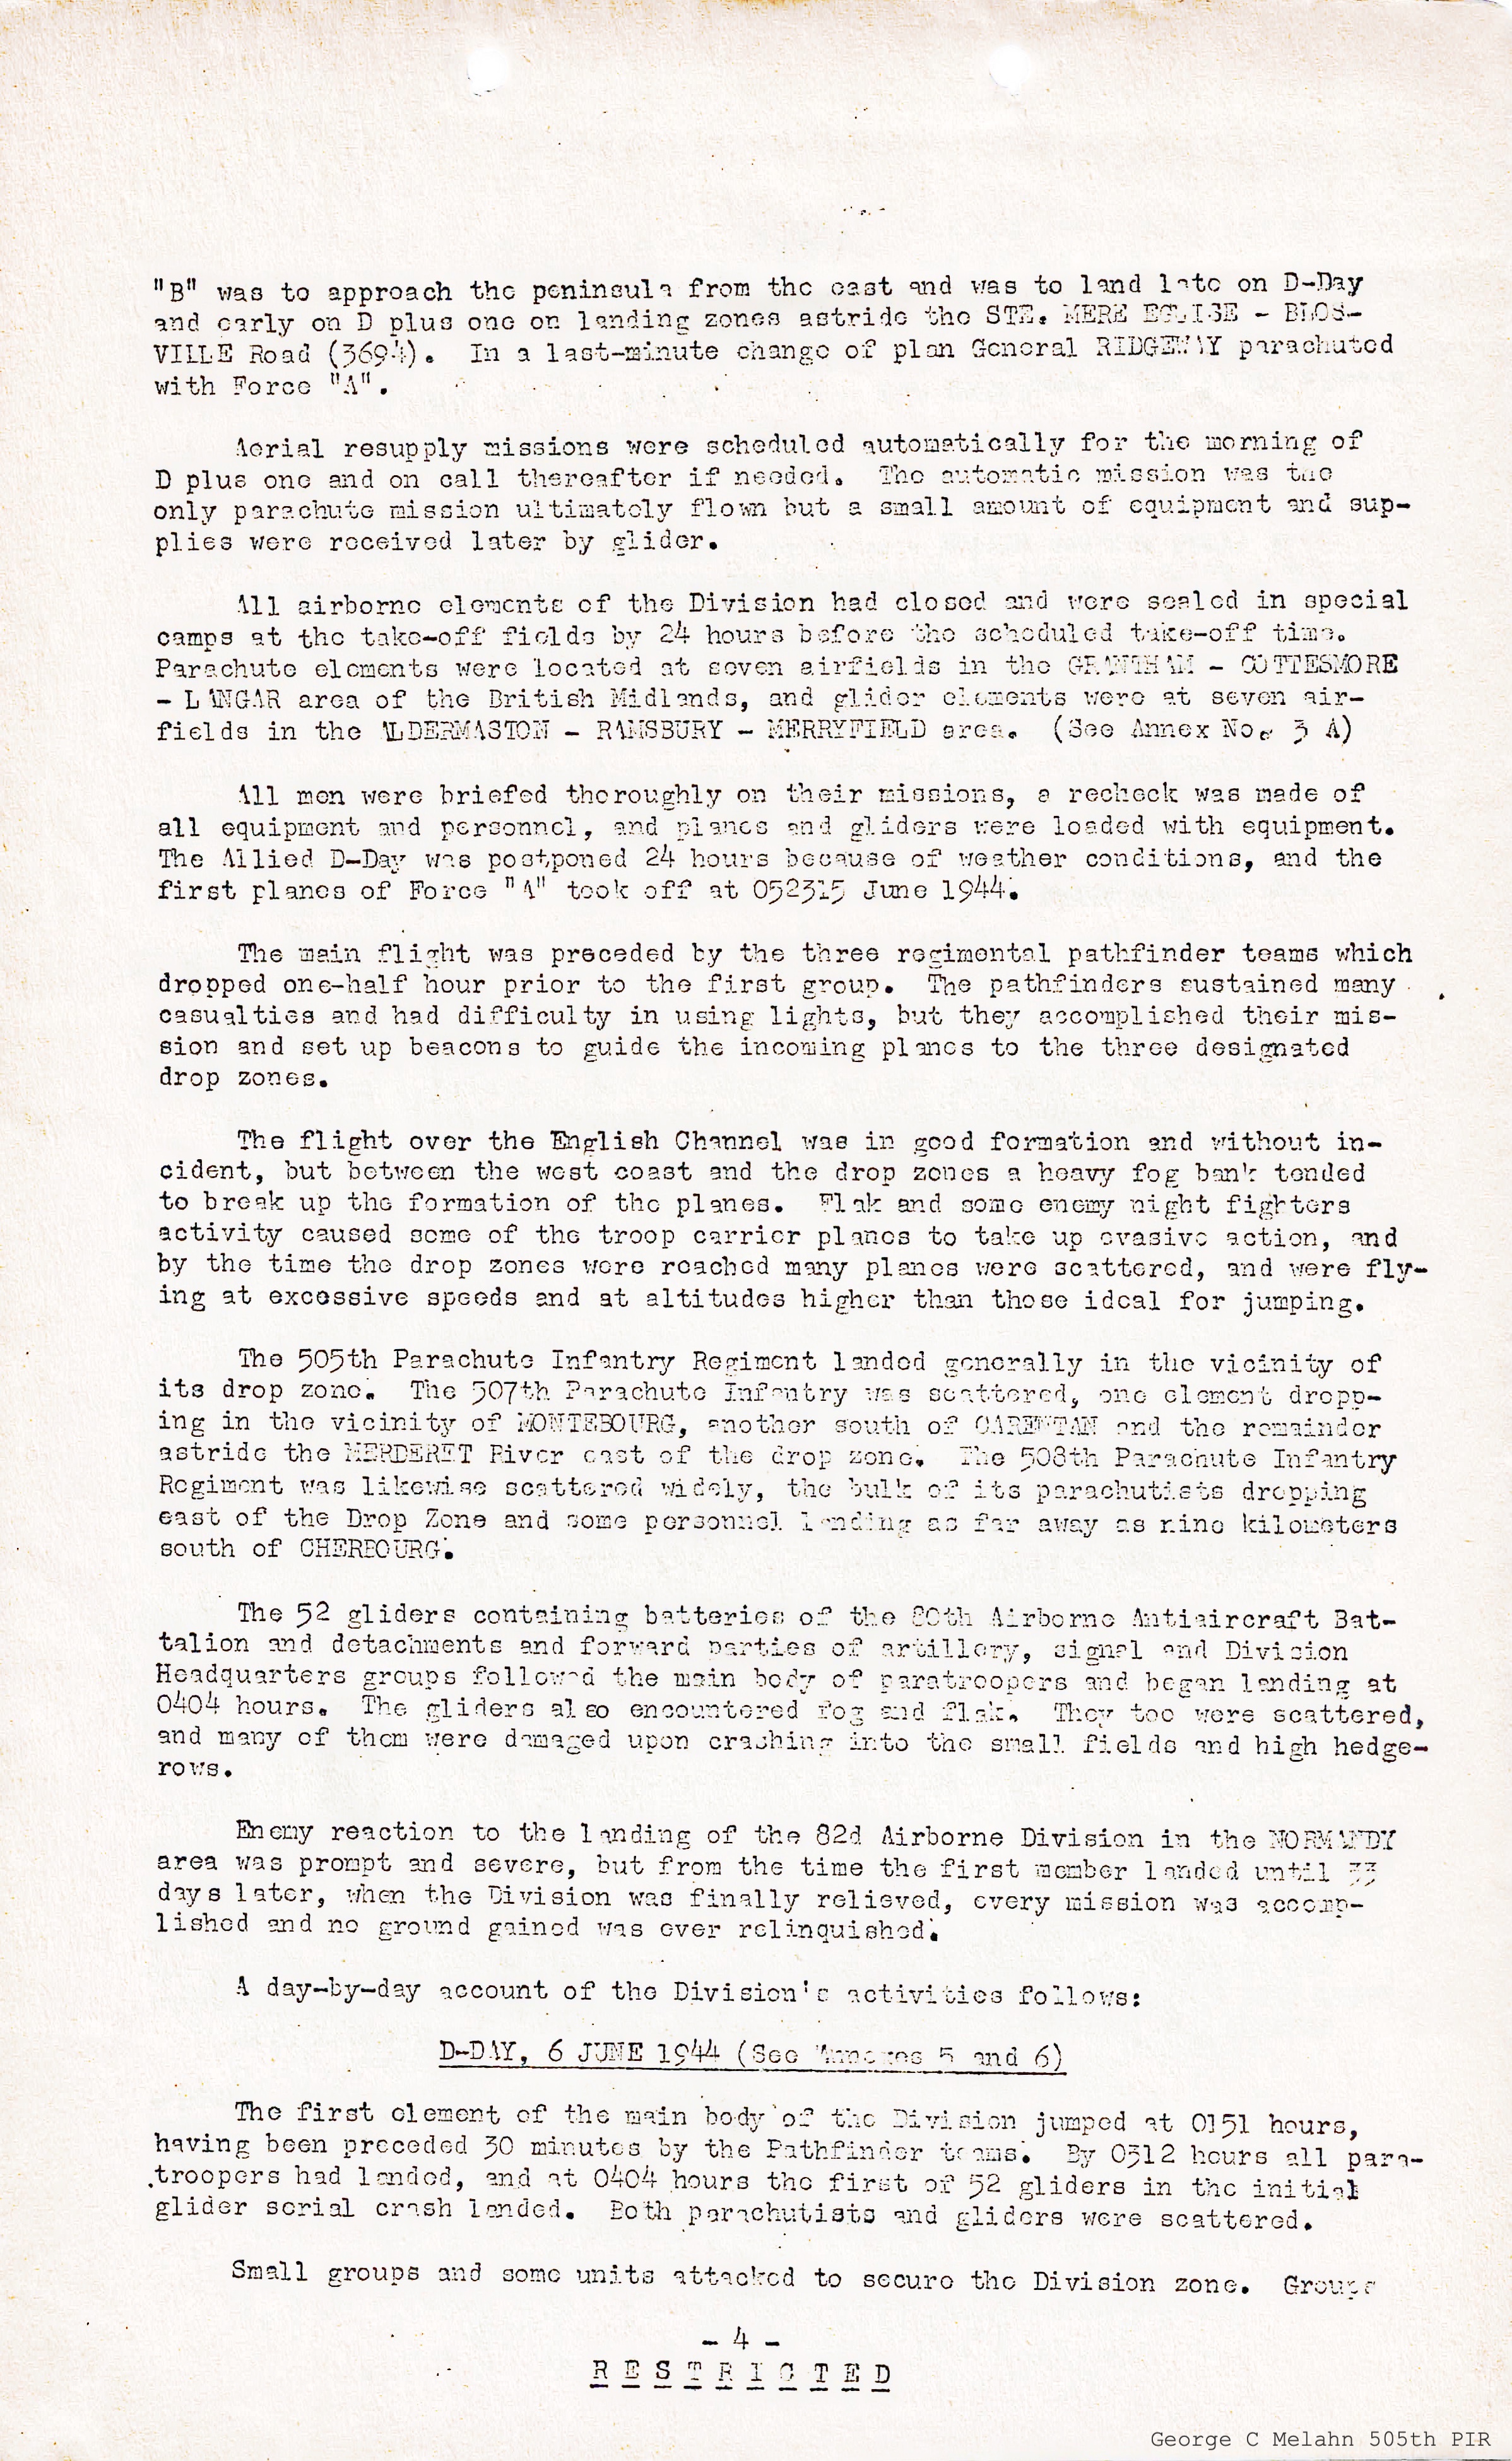 "B" was to approach the peninsula from the east and was to land late on D-Day
and early on D plus one on landing zones astride the STE. MERE EGLISE - BLOS-
VILLE Road (3694). In a last-minute change of plan General RIDGEWAY parachuted
with Force "A".
Aerial resupply missions were scheduled automatically for the morning of
D plus one and on call thereafter if needed. The automatic mission was the
only parachute mission ultimately flown but a small amount of equipment and sup-
plies were received later by glider.
All airborne elements of the Division had closed and were sealed in special
camps at the take-off fields by 24 hours before the scheduled take-off time.
Parachute elements were located at seven airfields in the GRANTHAM - COTTESMORE
- LANGAR area of the British Midlands, and glider elements were at seven air-
fields in the ALDERMASTON - RAMSBURY - MERRYFIELD area. (See Annex No. 3 A)
All men were briefed thoroughly on their missions, a recheck was made of
all equipment and personnel, and planes and gliders were loaded with equipment.
The Allied D-Day was postponed 24 hours because of weather conditions, and the
first planes of Force "A" took off at 052315 June 1944.
The main flight was preceded by the three regimental pathfinder teams which
dropped one-half hour prior to the first group. The pathfinders sustained many
casualties and had difficulty in using lights, but they accomplished their mis-
sion and set up beacons to guide the incoming planes to the three designated
drop zones.
The flight over the English Channel was in good formation and without in-
cident, but between the west coast and the drop zones a heavy fog bank tended
to break up the formation of the planes. Flak and some enemy night fighters
activity caused some of the troop carrier planes to take up evasive action, and
by the time the drop zones were reached many planes were scattered, and were fly-
ing at excessive speeds and at altitudes higher than those ideal for jumping.
The 505th Parachute Infantry Regiment landed generally in the vicinity of
its drop zone. The 507th Parachute Infantry was scattered, one element dropp-
ing in the vicinity of MONTEBOURG, another south of CARENTAN and the remainder
astride the MERDERET River east of the drop zone. The 508th Parachute Infantry
Regiment was likewise scattered widely, the bulk of its parachutists dropping
east of the Drop Zone and some personnel landing as far away as nine kilometers
south of CHERBOURG.
The 52 gliders containing batteries of the 80th Airborne Antiaircraft Bat-
talion and detachments and forward parties of artillery, signal and Division
Headquarters groups followed the main body of paratroopers and began landing at
0404 hours. The gliders also encountered fog and flak. They too were scattered,
and many of them were damaged upon crashing into the small fields and high hedge-
rows.
Enemy reaction to the landing of the 82d Airborne Division in the NORMANDY
area was prompt and severe, but from the time the first member landed until 33
days later, when the Division was finally relieved, every mission was accomp-
lished and no ground gained was ever relinquished.
A day-by-day account of the Division's activities follows:
D-DAY, 6 JUNE 1944 (See Annexes 5 and 6)
The first element of the main body of the Division jumped at 0151 hours,
having been preceded 30 minutes by the Pathfinder teams. By 0312 hours all para-
troopers had landed, and at 0404 hours the first of 52 gliders in the initial
glider serial crash landed. Both parachutists and gliders were scattered.
Small groups and some units attacked to secure the Division zone. Groups
- 4 -
R E S T R I C T E D
George C Melahn 505th PIR